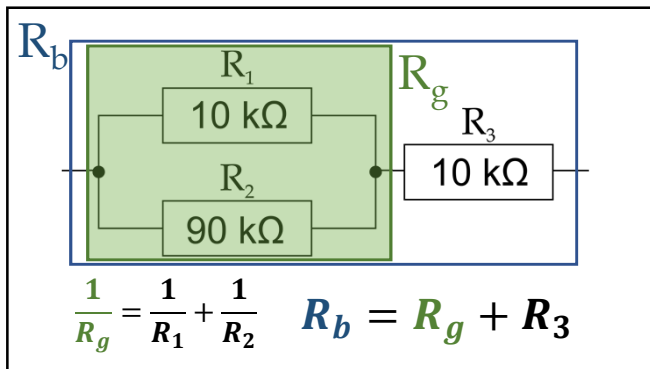 R_b
R_1
R_g
10 kΩ
R_3
R_2
10 kΩ
90 kΩ
1/R_g = 1/R_1 + 1/R_2
R_b = R_g + R_3